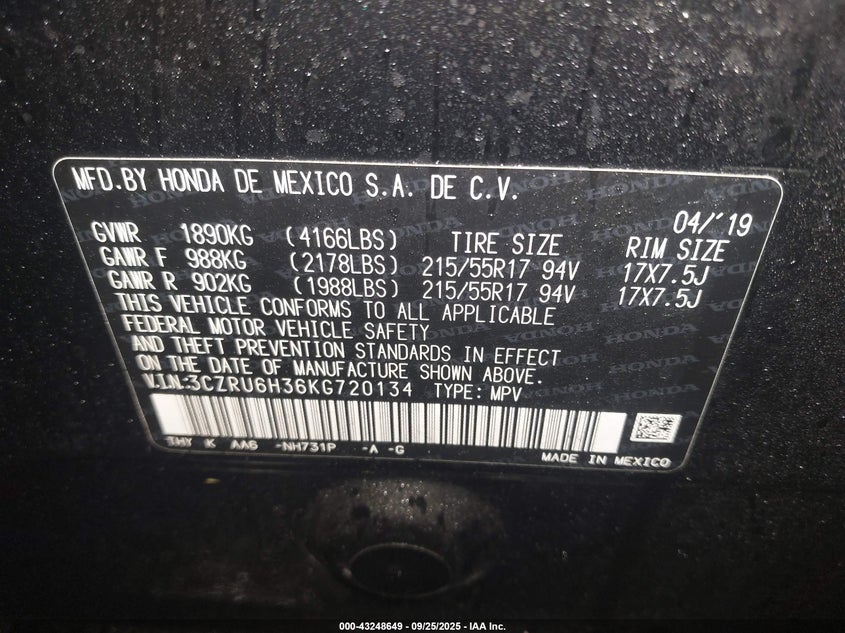 MFD.BY HONDA DE MEXICO S.A. DE C.V.
04/'19
GVWR 1890KG (4166LBS) TIRE SIZE RIM SIZE
GAWR F 988KG (2178LBS) 215/55R17 94V 17X7.5J
GAWR R 902KG (1988LBS) 215/55R17 94V 17X7.5J
THIS VEHICLE CONFORMS TO ALL APPLICABLE
FEDERAL MOTOR VEHICLE SAFETY
AND THEFT PREVENTION STANDARDS IN EFFECT
ON THE DATE OF MANUFACTURE SHOWN ABOVE.
V.I.N:3CZRU6H36KG720134 TYPE: MPV
THY K AA6 -NH731P -A -G
MADE IN MEXICO
000-43248649 - 09/25/2025 - IAA Inc.